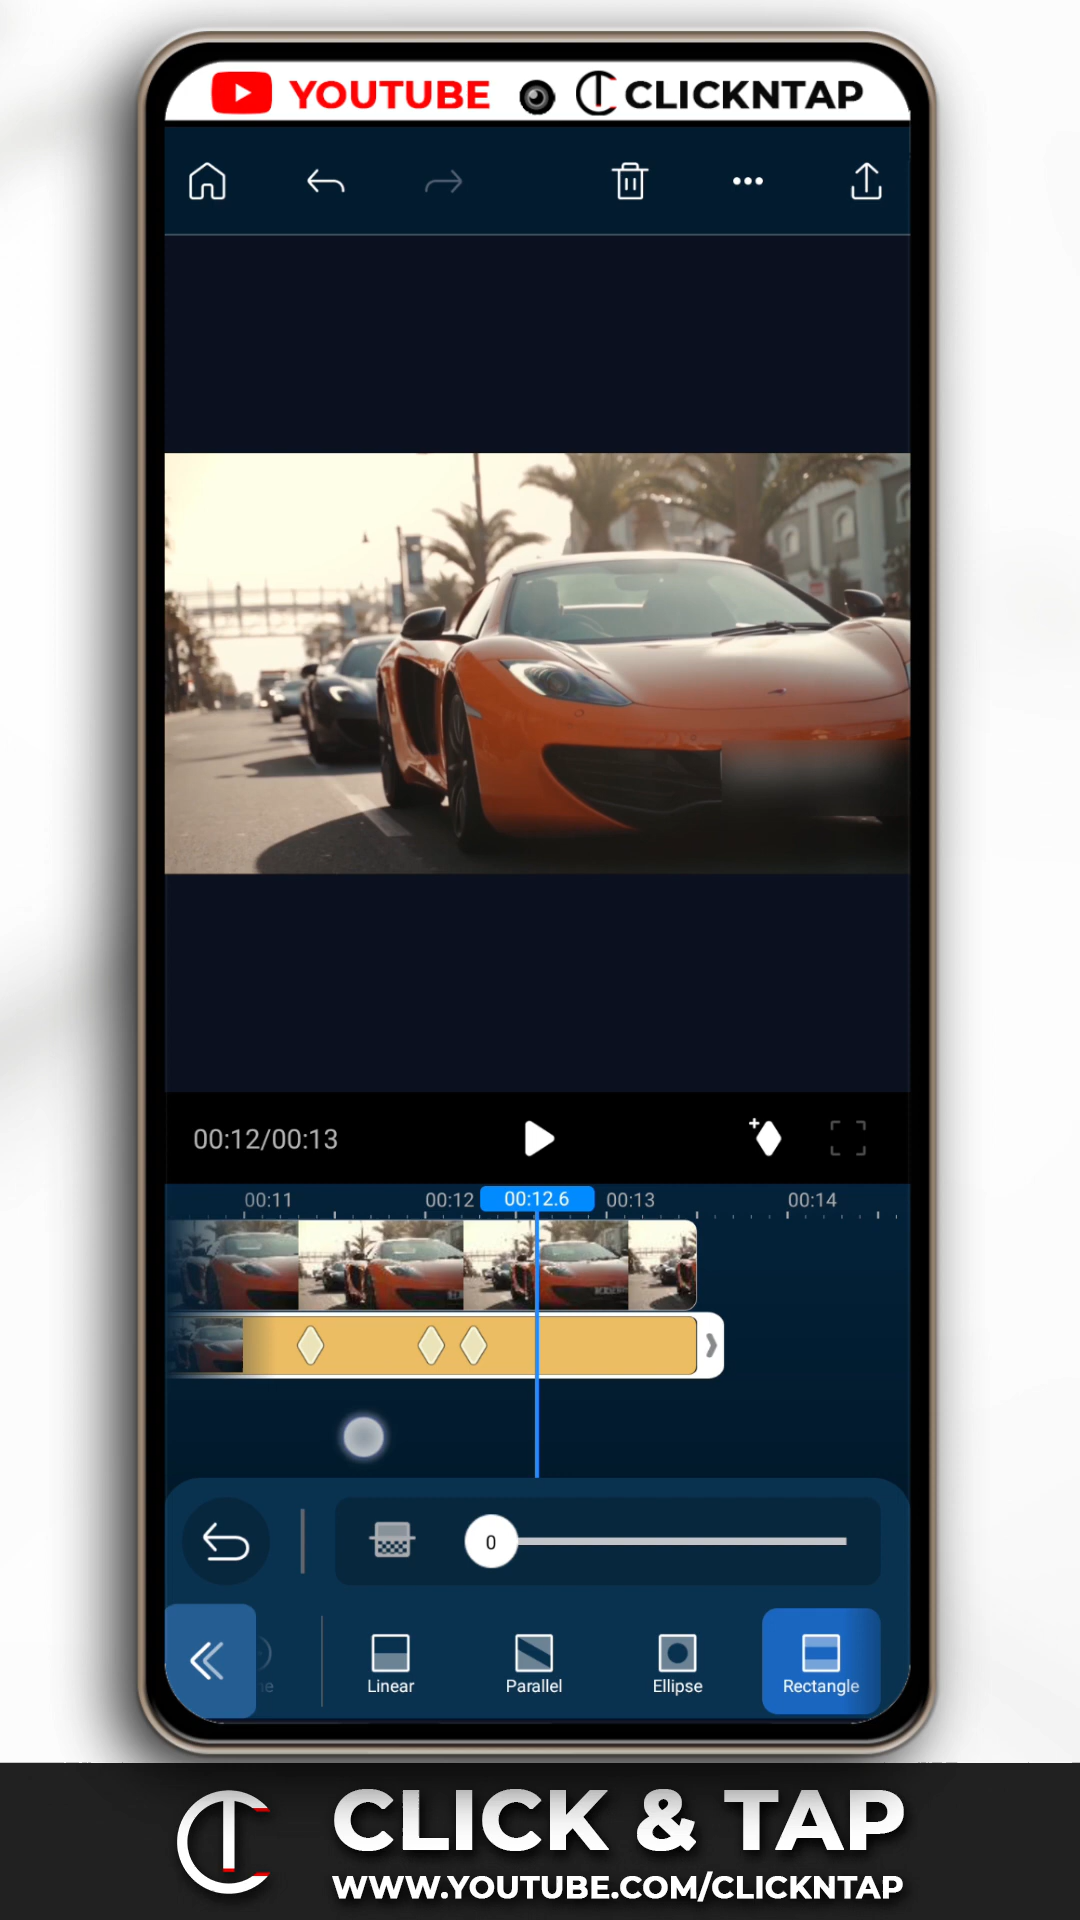 YOUTUBE CLICKNTAP
00:12/00:13
00:11 00:12 00:12.6 00:13 00:14
0
ne Linear Parallel Ellipse Rectangle
CLICK & TAP
WWW.YOUTUBE.COM/CLICKNTAP